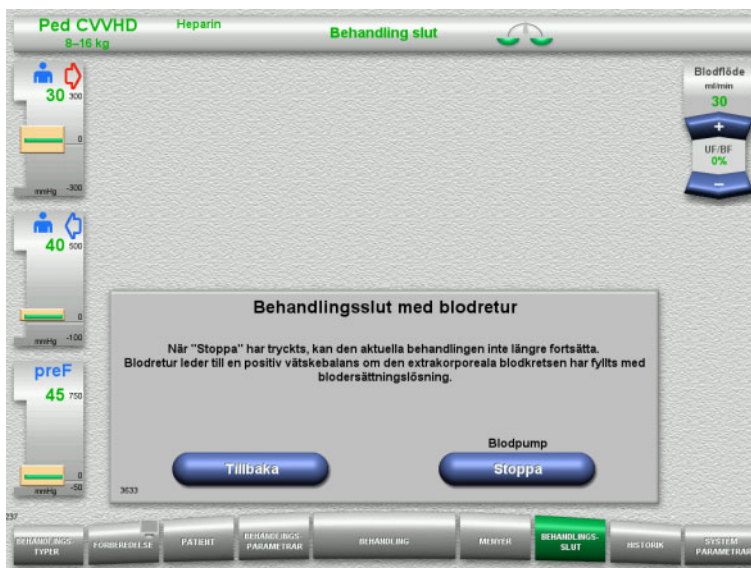 Ped CVVHD
8–16 kg
Heparin
Behandling slut
30
300
0
-300
mmHg
40
500
0
-100
mmHg
preF
45
750
0
-50
mmHg
Blodflöde
ml/min
30
+
UF/BF
0%
–
Behandlingsslut med blodretur
När "Stoppa" har tryckts, kan den aktuella behandlingen inte längre fortsätta.
Blodretur leder till en positiv vätskebalans om den extrakorporeala blodkretsen har fyllts med
blodersättningslösning.
Blodpump
Tillbaka
Stoppa
3633
237
BEHANDLINGS-
TYPER
FÖRBEREDELSE
PATIENT
BEHANDLINGS-
PARAMETRAR
BEHANDLING
MENYER
BEHANDLINGS-
SLUT
HISTORIK
SYSTEM
PARAMETRAR